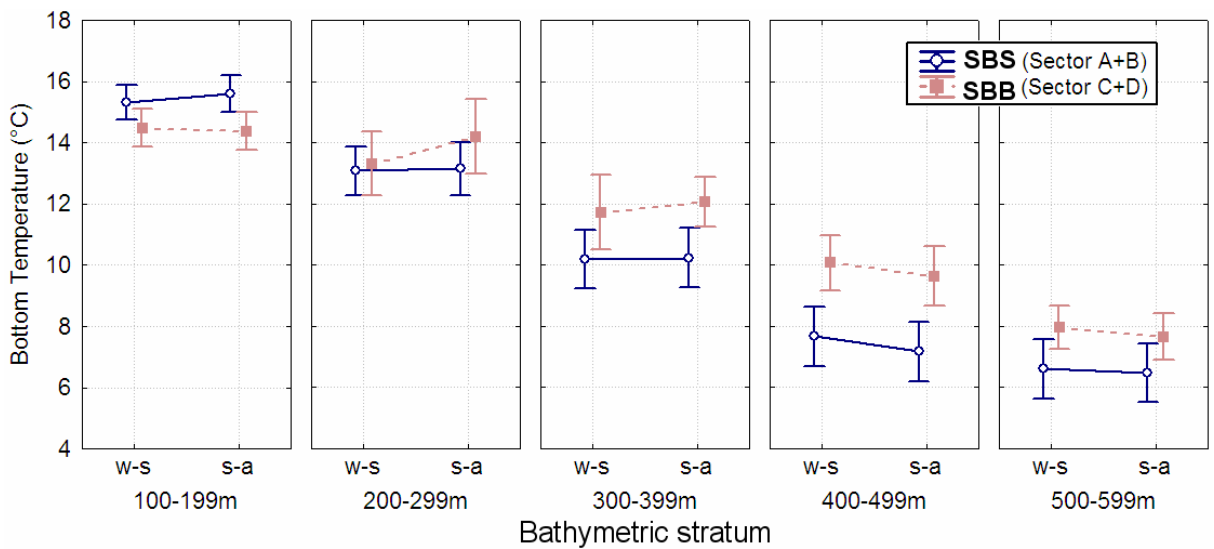 18
16
14
12
10
8
6
4
Bottom Temperature (°C)
SBS (Sector A+B)
SBB (Sector C+D)
w-s s-a w-s s-a w-s s-a w-s s-a w-s s-a
100-199m 200-299m 300-399m 400-499m 500-599m
Bathymetric stratum